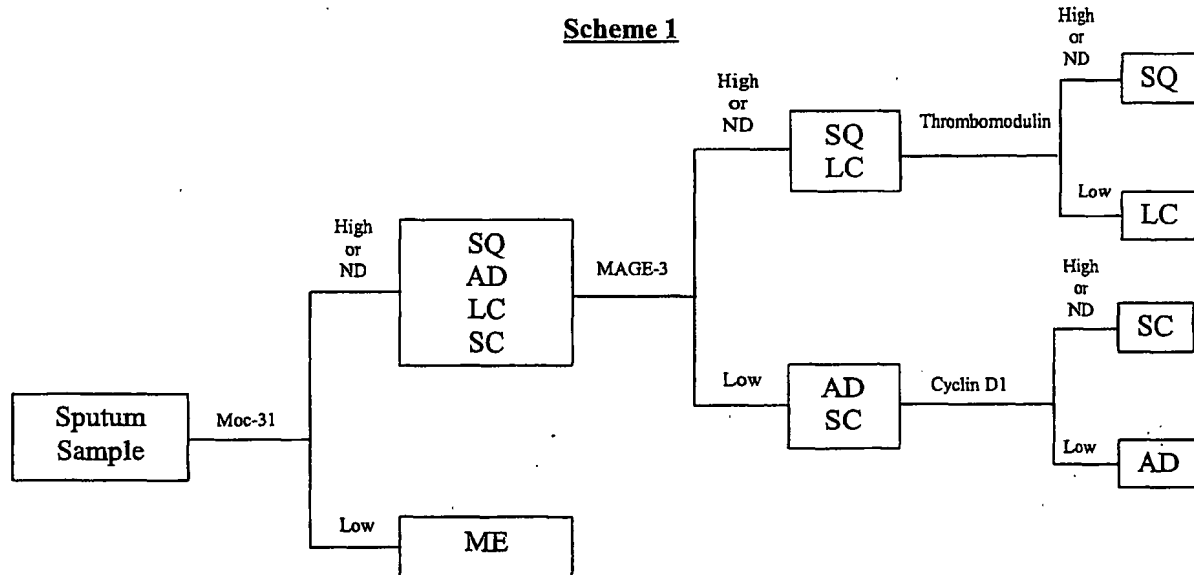 Scheme 1
Sputum
Sample
Moc-31
High
or
ND
SQ
AD
LC
SC
Low
ME
MAGE-3
High
or
ND
SQ
LC
Low
AD
SC
Thrombomodulin
High
or
ND
SQ
Low
LC
Cyclin D1
High
or
ND
SC
Low
AD